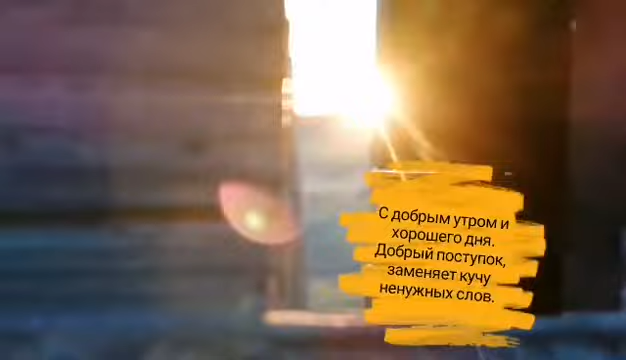 С добрым утром и
хорошего дня.
Добрый поступок,
заменяет кучу
ненужных слов.